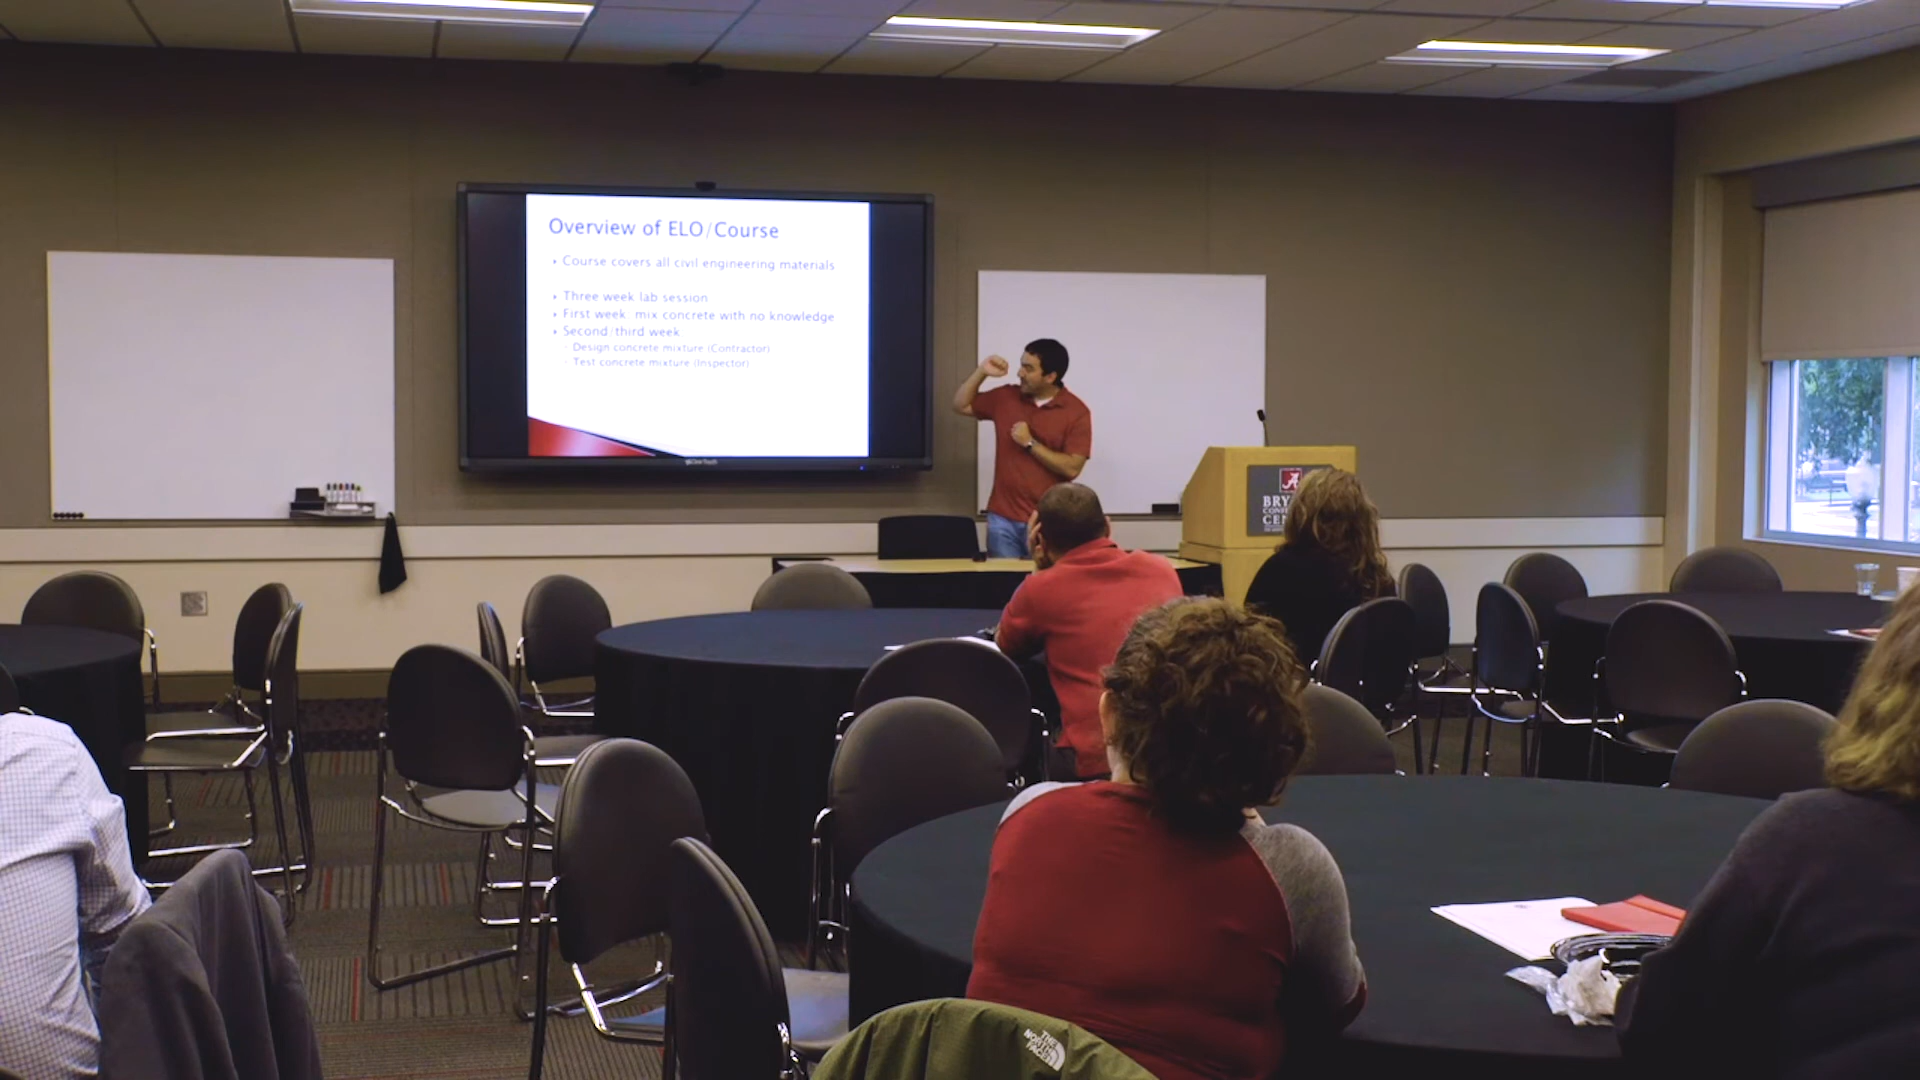 Overview of ELO/Course
Course covers all civil engineering materials
Three week lab session
First week: mix concrete with no knowledge
Second/third week:
Design concrete mixture (Contractor)
Test concrete mixture (Inspector)
A
THE
NORTH
FACE